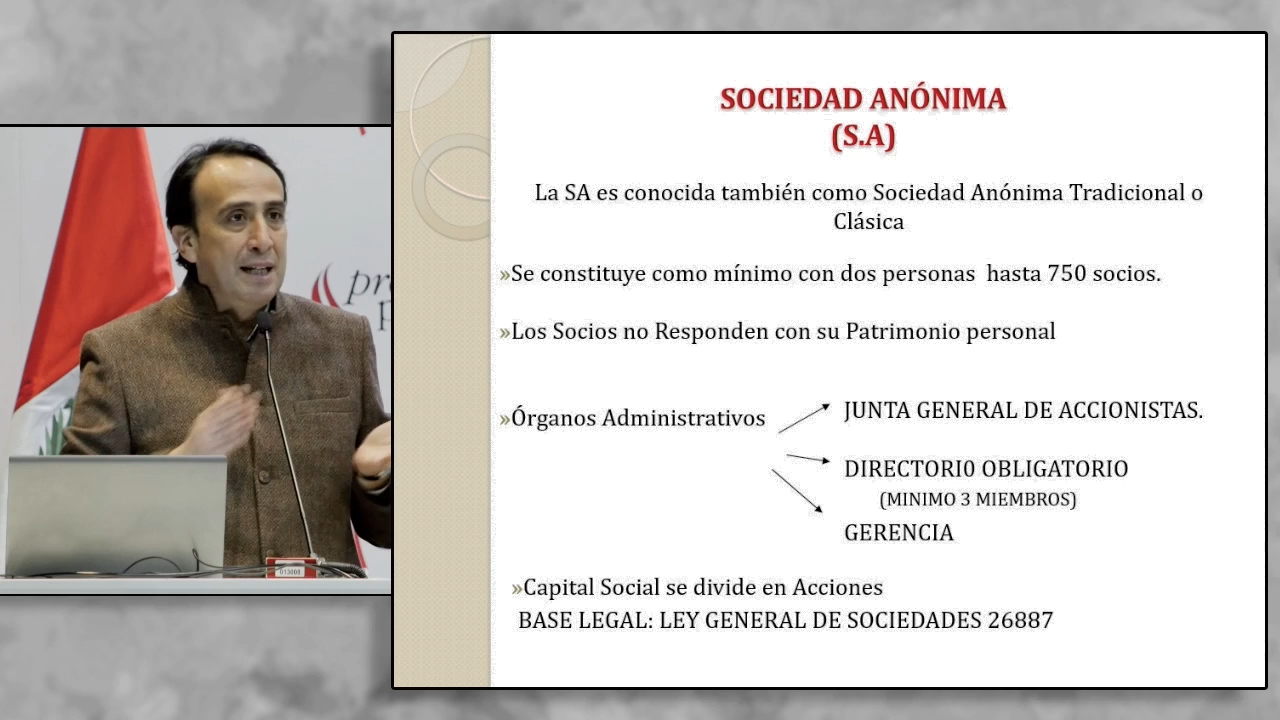 SOCIEDAD ANÓNIMA
(S.A)
La SA es conocida también como Sociedad Anónima Tradicional o
Clásica
»Se constituye como mínimo con dos personas hasta 750 socios.
»Los Socios no Responden con su Patrimonio personal
»Órganos Administrativos
JUNTA GENERAL DE ACCIONISTAS.
DIRECTORI0 OBLIGATORIO
(MINIMO 3 MIEMBROS)
GERENCIA
»Capital Social se divide en Acciones
BASE LEGAL: LEY GENERAL DE SOCIEDADES 26887